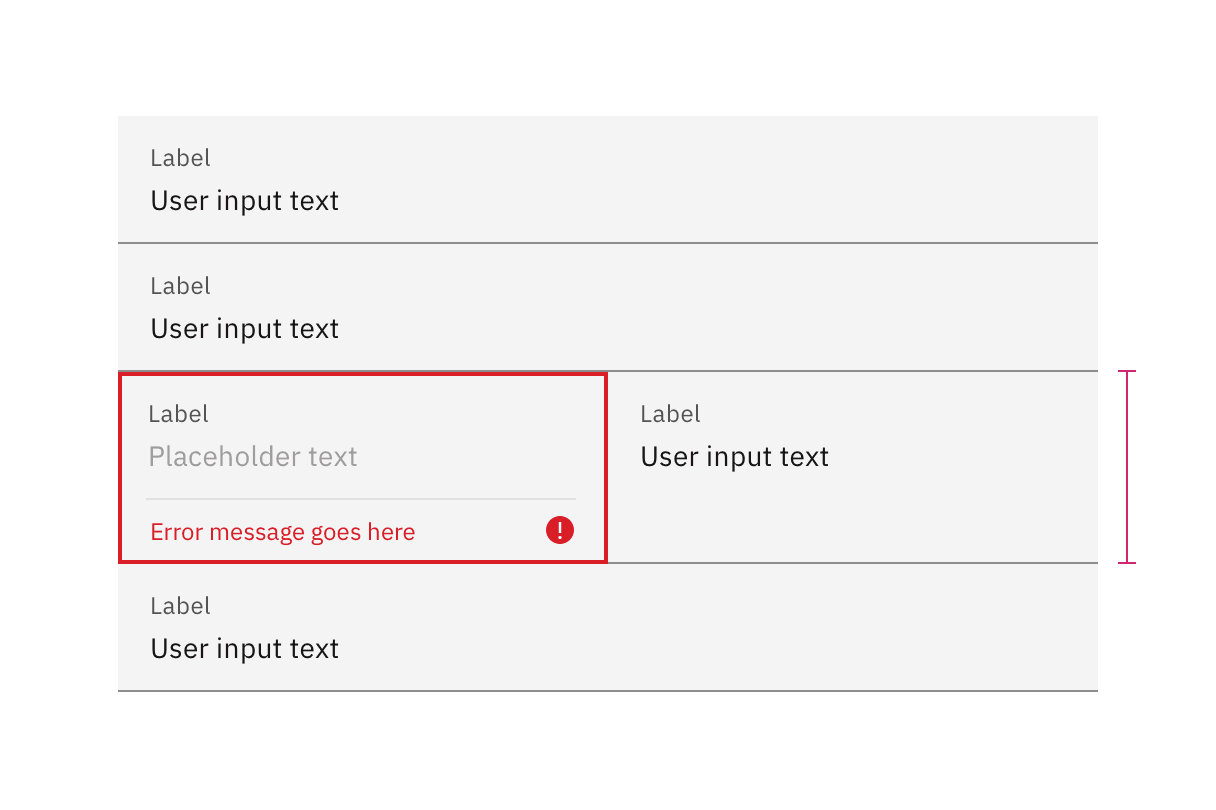 Label
User input text
Label
User input text
Label
Placeholder text
Error message goes here
Label
User input text
Label
User input text